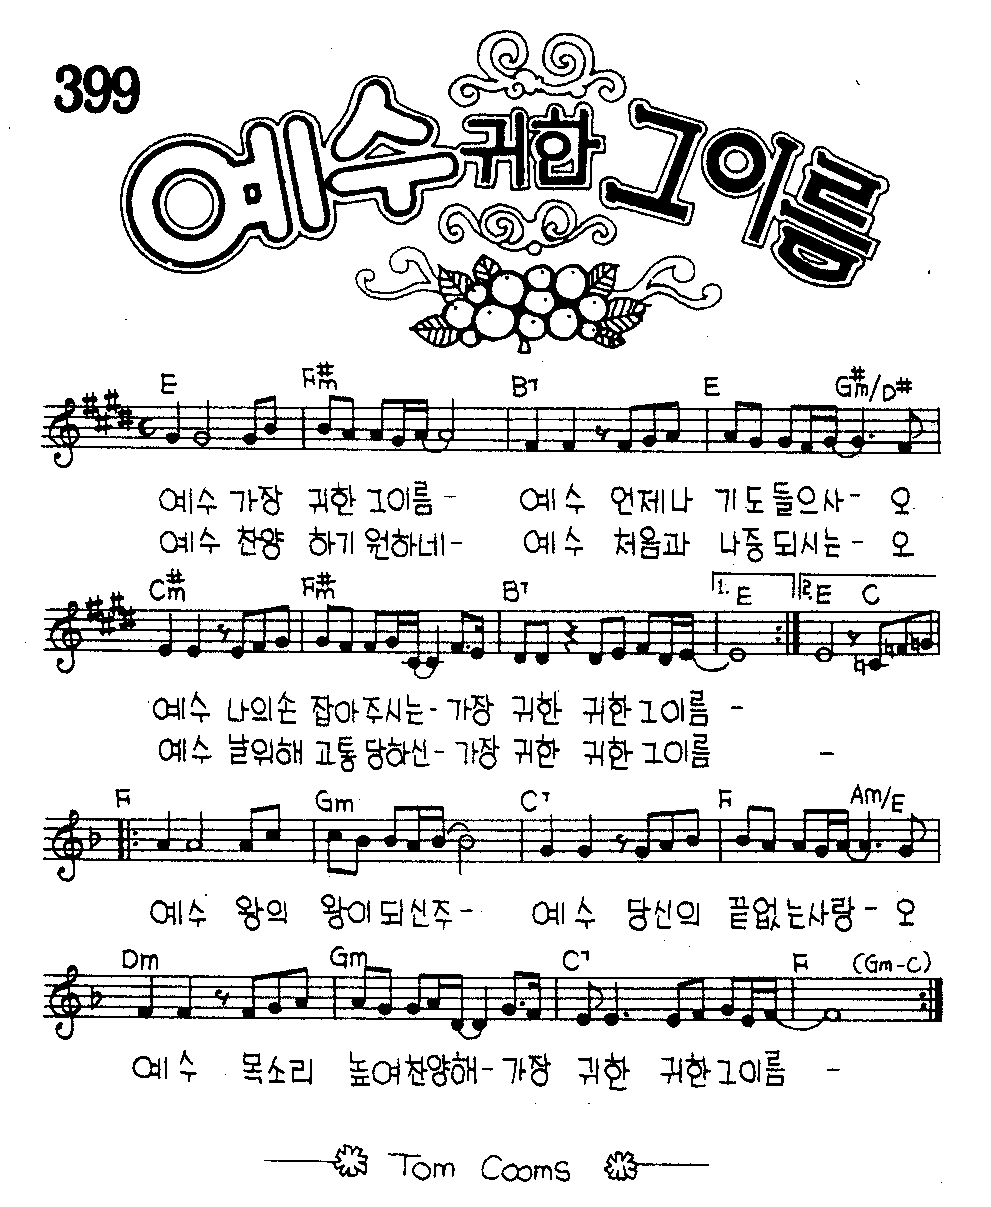 399
예수 귀한 그 이름
E F#m B7 E G#m/D#
예수 가장 귀한 그이름- 예수 언제나 기도들으사- 오
예수 찬양 하기원하네- 예수 처음과 나중되시는- 오
C#m F#m B7 1. E 2. E C
예수 나의손 잡아주시는-가장 귀한 귀한그이름 -
예수 날위해 고통당하신-가장 귀한 귀한그이름 -
F Gm C7 F Am/E
예수 왕의 왕이되신주- 예수 당신의 끝없는사랑- 오
Dm Gm C7 F (Gm-C)
예수 목소리 높여찬양해-가장 귀한 귀한그이름 -
Tom Cooms